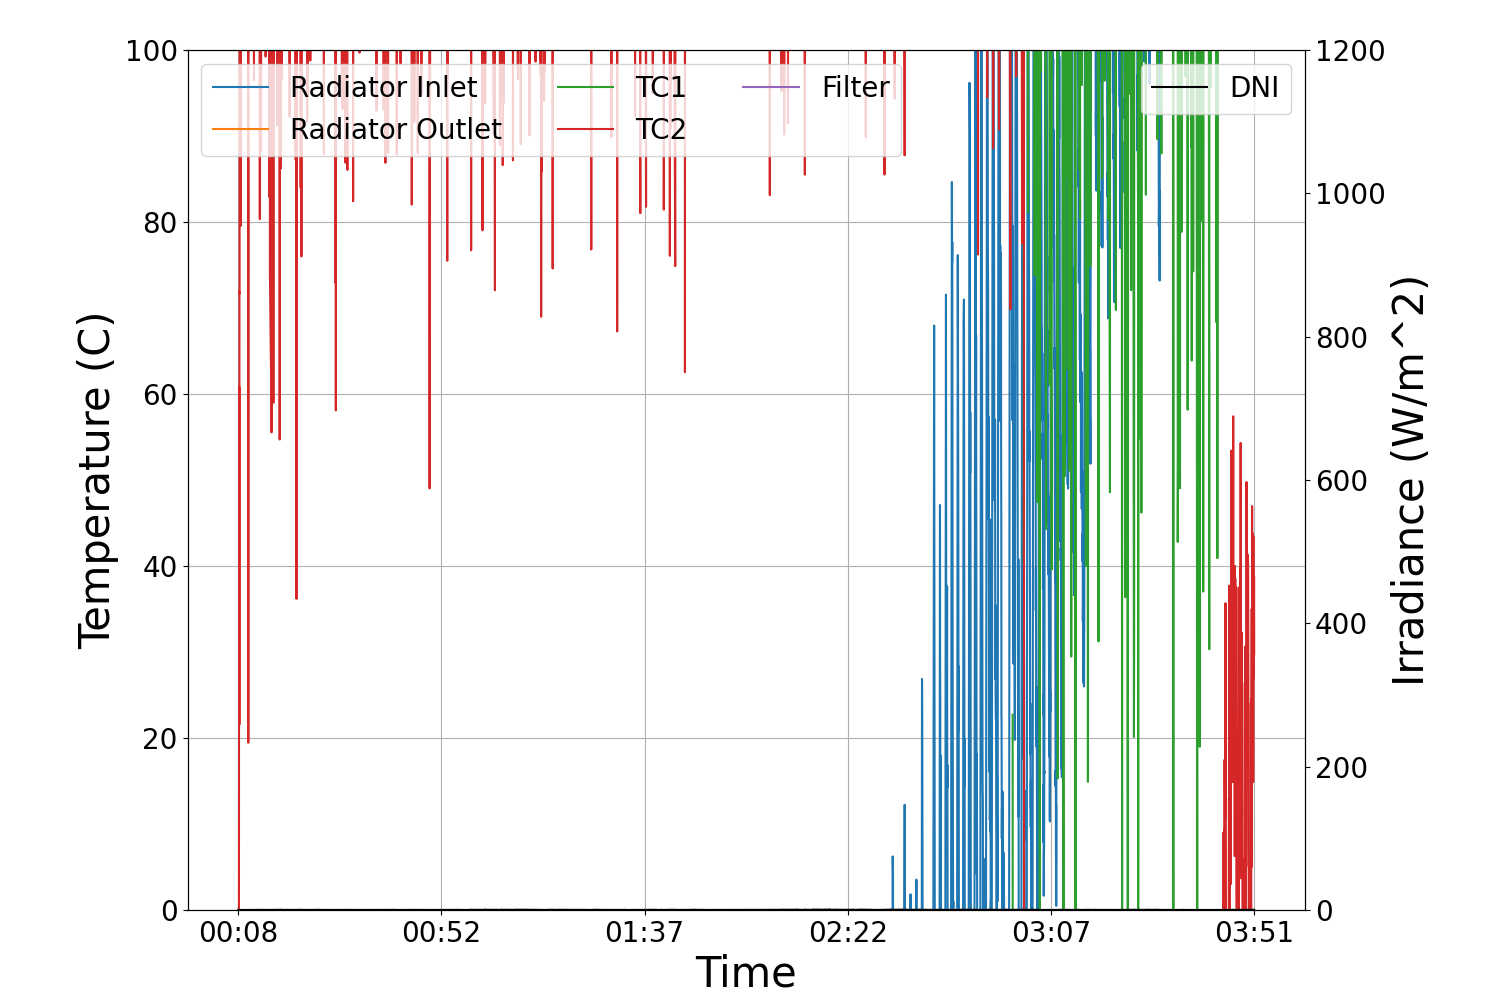 100
80
60
40
20
0
Temperature (C)
Radiator Inlet
Radiator Outlet
TC1
TC2
Filter
DNI
1200
1000
800
600
400
200
0
Irradiance (W/m^2)
00:08 00:52 01:37 02:22 03:07 03:51
Time